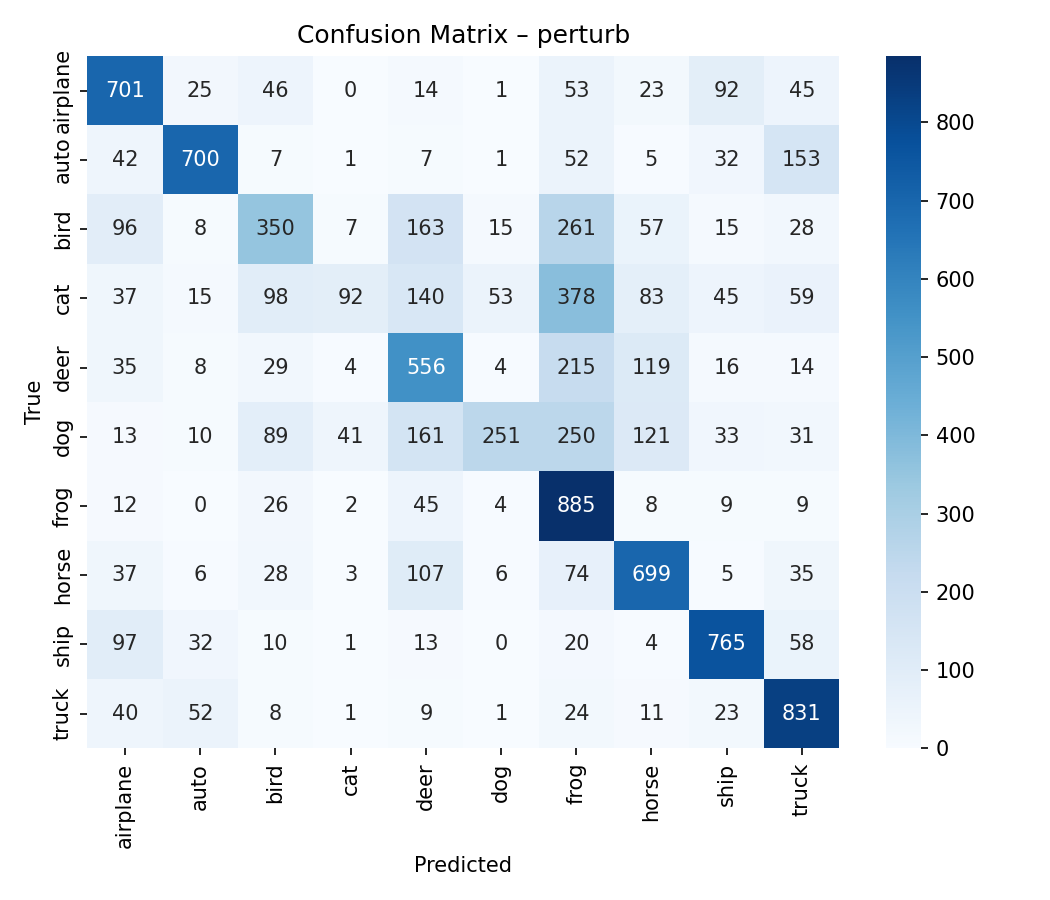 Confusion Matrix – perturb
True
airplane 701 25 46 0 14 1 53 23 92 45
auto 42 700 7 1 7 1 52 5 32 153
bird 96 8 350 7 163 15 261 57 15 28
cat 37 15 98 92 140 53 378 83 45 59
deer 35 8 29 4 556 4 215 119 16 14
dog 13 10 89 41 161 251 250 121 33 31
frog 12 0 26 2 45 4 885 8 9 9
horse 37 6 28 3 107 6 74 699 5 35
ship 97 32 10 1 13 0 20 4 765 58
truck 40 52 8 1 9 1 24 11 23 831
airplane auto bird cat deer dog frog horse ship truck
Predicted
800
700
600
500
400
300
200
100
0